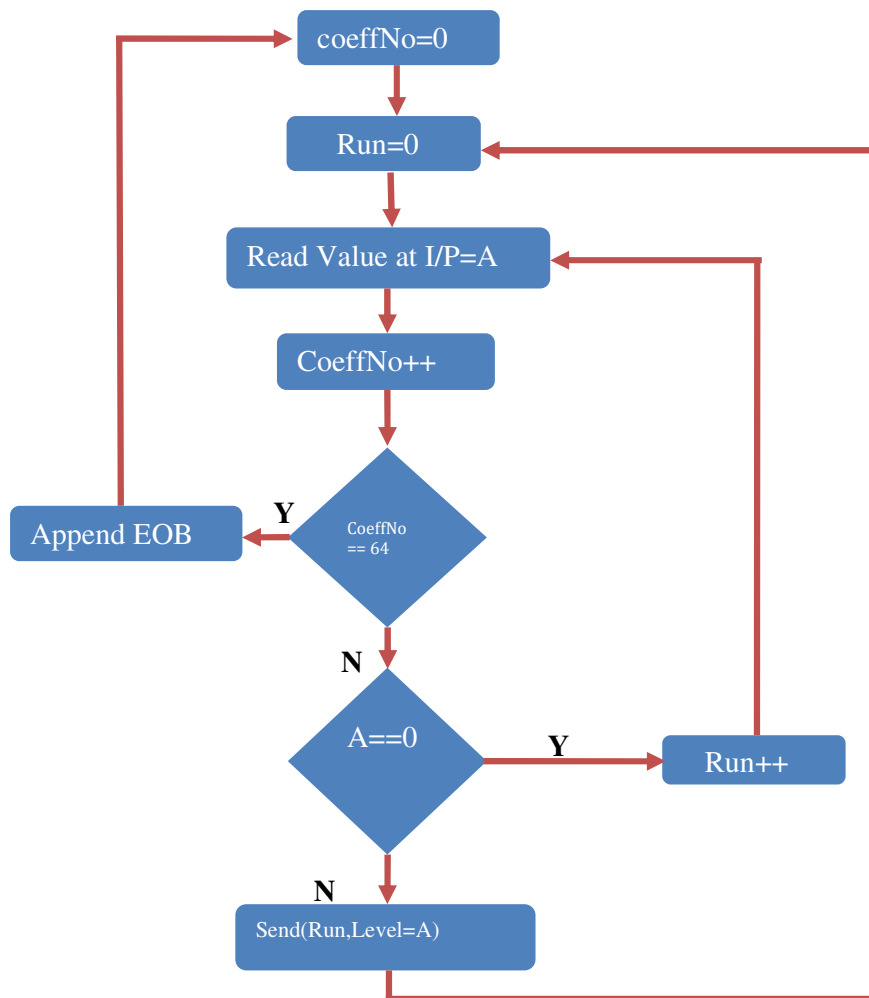 coeffNo=0
Run=0
Read Value at I/P=A
CoeffNo++
Y
CoeffNo
== 64
Append EOB
N
A==0
Y
Run++
N
Send(Run,Level=A)